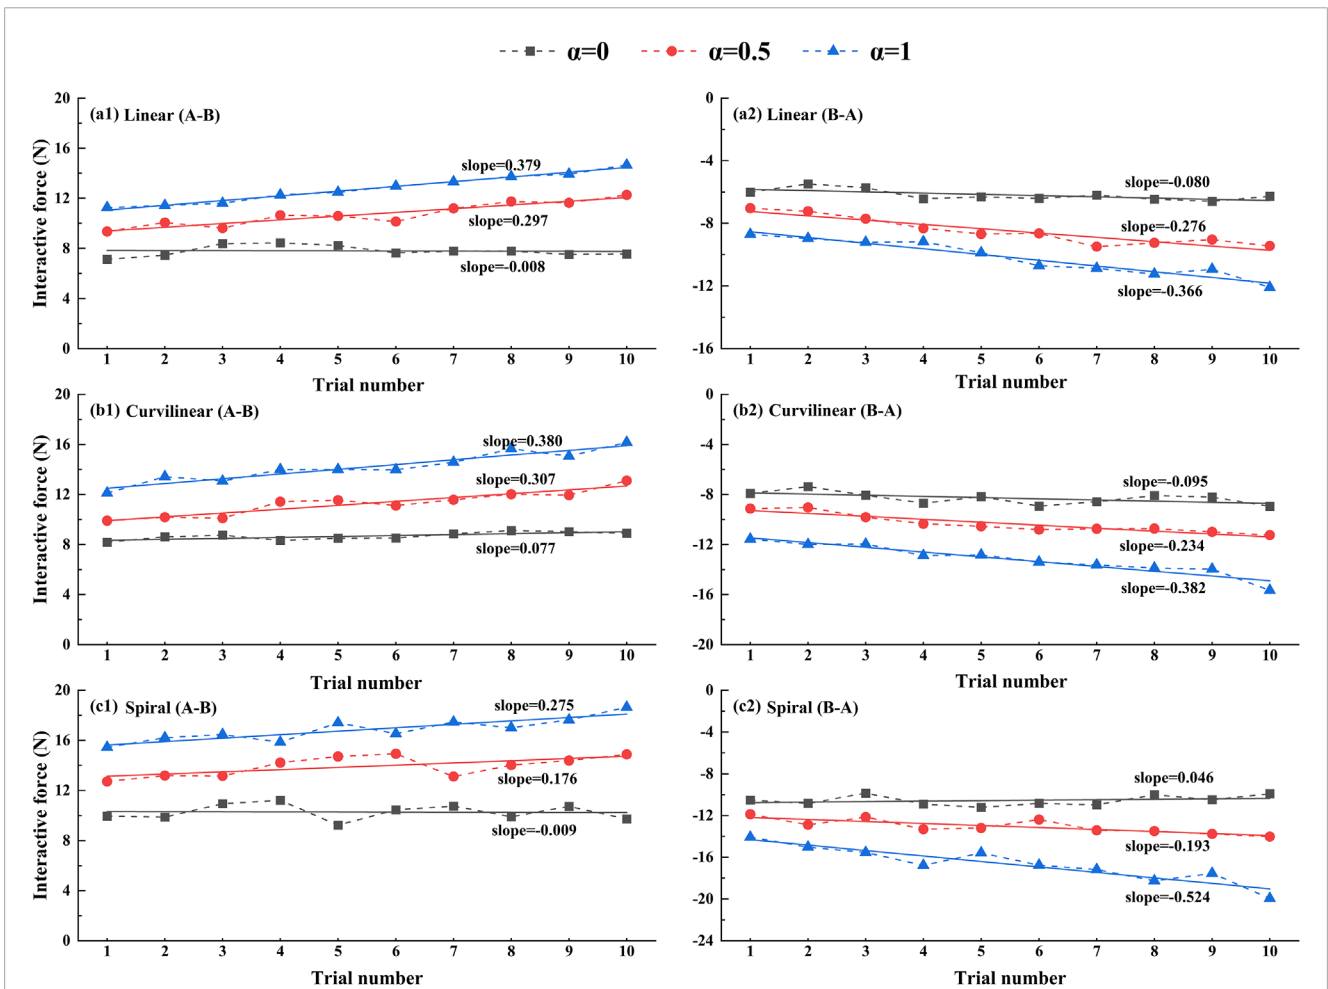 α=0 α=0.5 α=1
(a1) Linear (A-B)
Interactive force (N)
20
16
12
8
4
0
slope=0.379
slope=0.297
slope=-0.008
1 2 3 4 5 6 7 8 9 10
Trial number
(a2) Linear (B-A)
0
-4
-8
-12
-16
slope=-0.080
slope=-0.276
slope=-0.366
1 2 3 4 5 6 7 8 9 10
Trial number
(b1) Curvilinear (A-B)
Interactive force (N)
20
16
12
8
4
0
slope=0.380
slope=0.307
slope=0.077
1 2 3 4 5 6 7 8 9 10
Trial number
(b2) Curvilinear (B-A)
0
-4
-8
-12
-16
-20
slope=-0.095
slope=-0.234
slope=-0.382
1 2 3 4 5 6 7 8 9 10
Trial number
(c1) Spiral (A-B)
Interactive force (N)
20
16
12
8
4
0
slope=0.275
slope=0.176
slope=-0.009
1 2 3 4 5 6 7 8 9 10
Trial number
(c2) Spiral (B-A)
0
-4
-8
-12
-16
-20
-24
slope=0.046
slope=-0.193
slope=-0.524
1 2 3 4 5 6 7 8 9 10
Trial number